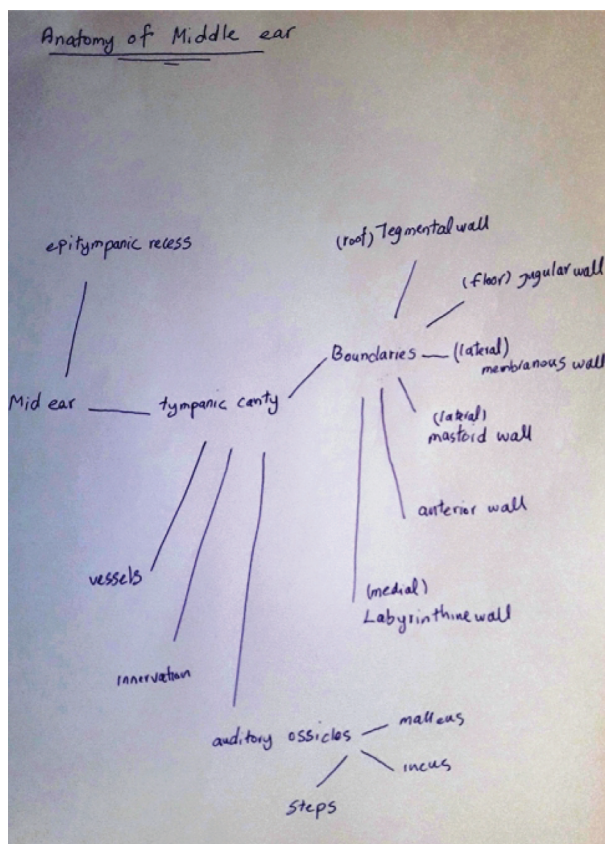 Anatomy of Middle ear
epitympanic recess
(roof) Tegmental wall
(floor) jugular wall
Boundaries
(lateral)
membranous wall
Mid ear
tympanic canty
(lateral)
mastoid wall
anterior wall
vessels
(medial)
Labyrinthine wall
innervation
auditory ossicles
malleus
incus
steps